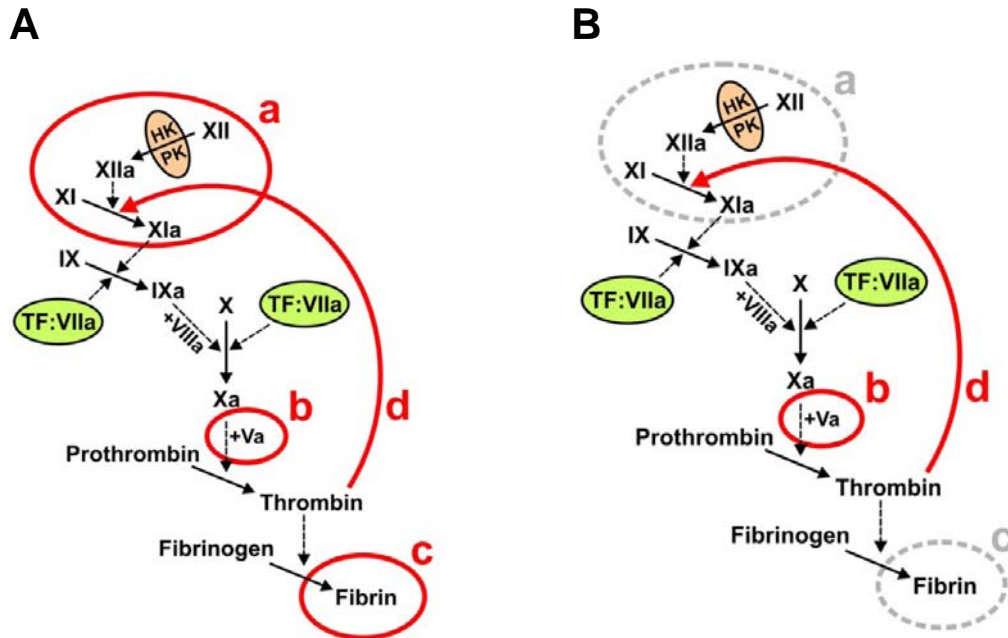 A
a
HK
PK
XII
XIIa
XI
XIa
IX
IXa
TF:VIIa
+VIIIa
X
TF:VIIa
Xa
b
+Va
d
Prothrombin
Thrombin
Fibrinogen
c
Fibrin
B
a
HK
PK
XII
XIIa
XI
XIa
IX
IXa
TF:VIIa
+VIIIa
X
TF:VIIa
Xa
b
+Va
d
Prothrombin
Thrombin
Fibrinogen
c
Fibrin